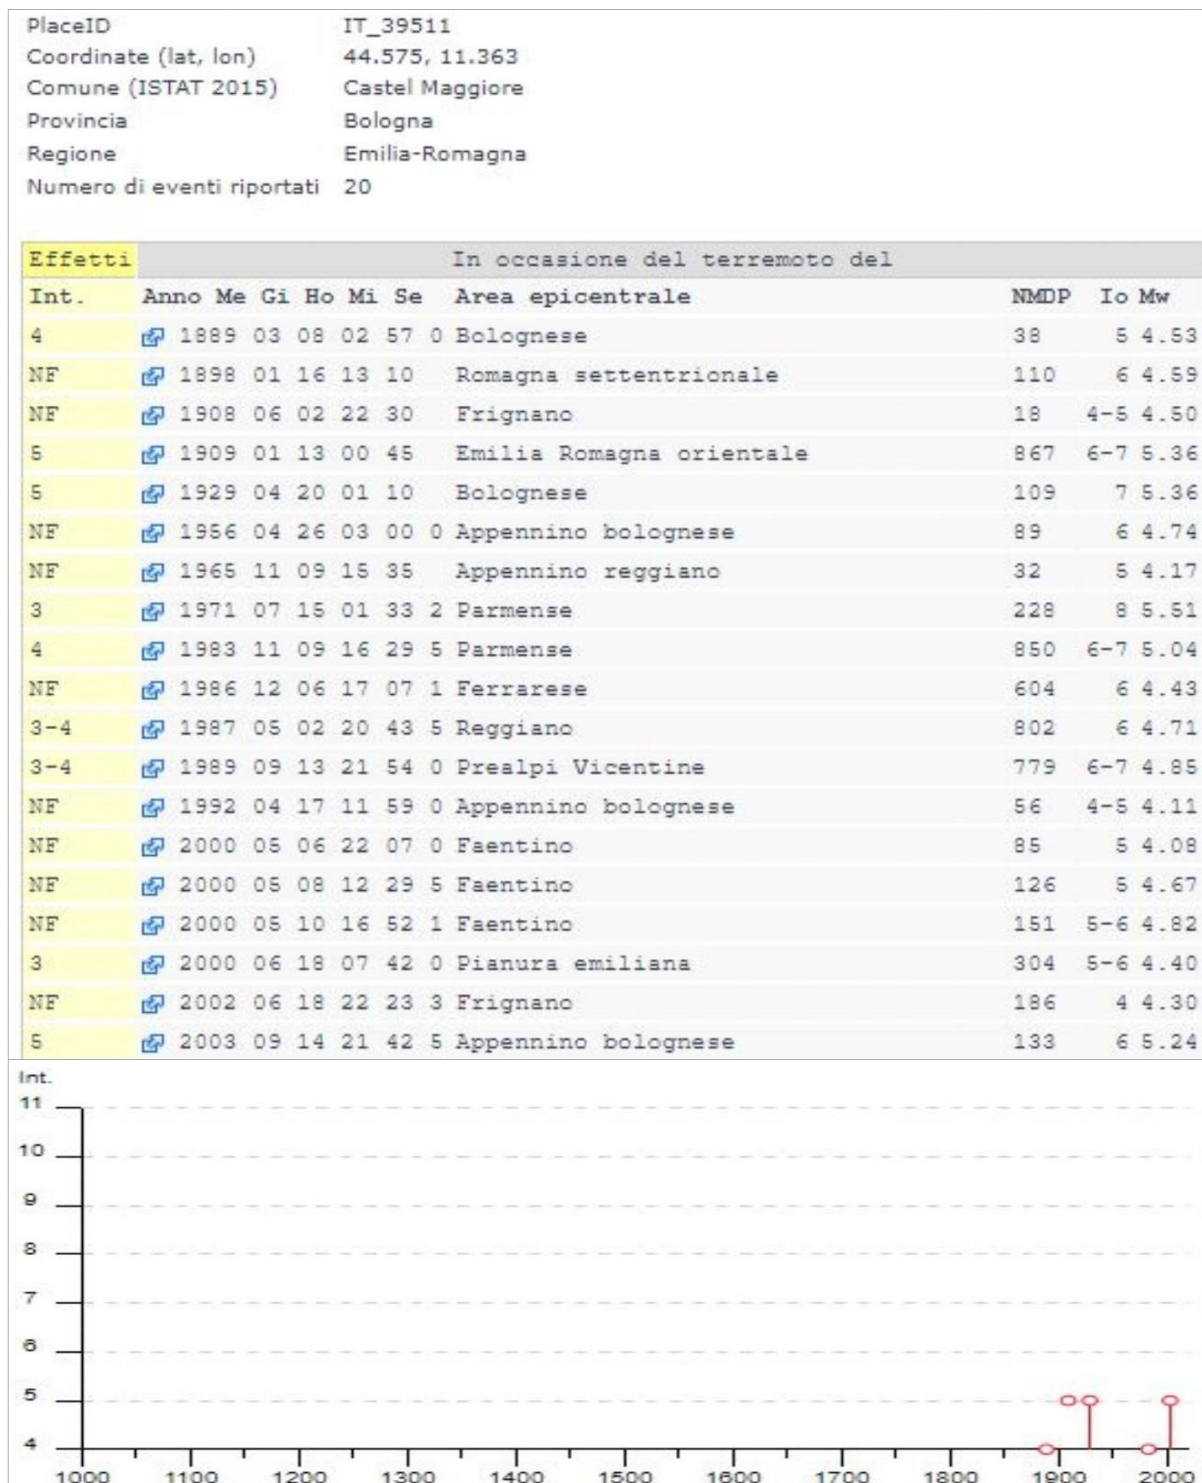 PlaceID IT_39511
Coordinate (lat, lon) 44.575, 11.363
Comune (ISTAT 2015) Castel Maggiore
Provincia Bologna
Regione Emilia-Romagna
Numero di eventi riportati 20
Effetti In occasione del terremoto del
Int. Anno Me Gi Ho Mi Se Area epicentrale NMDP Io Mw
4 1889 03 08 02 57 0 Bolognese 38 5 4.53
NF 1898 01 16 13 10 Romagna settentrionale 110 6 4.59
NF 1908 06 02 22 30 Frignano 18 4-5 4.50
5 1909 01 13 00 45 Emilia Romagna orientale 867 6-7 5.36
5 1929 04 20 01 10 Bolognese 109 7 5.36
NF 1956 04 26 03 00 0 Appennino bolognese 89 6 4.74
NF 1965 11 09 15 35 Appennino reggiano 32 5 4.17
3 1971 07 15 01 33 2 Parmense 228 8 5.51
4 1983 11 09 16 29 5 Parmense 850 6-7 5.04
NF 1986 12 06 17 07 1 Ferrarese 604 6 4.43
3-4 1987 05 02 20 43 5 Reggiano 802 6 4.71
3-4 1989 09 13 21 54 0 Prealpi Vicentine 779 6-7 4.85
NF 1992 04 17 11 59 0 Appennino bolognese 56 4-5 4.11
NF 2000 05 06 22 07 0 Faentino 85 5 4.08
NF 2000 05 08 12 29 5 Faentino 126 5 4.67
NF 2000 05 10 16 52 1 Faentino 151 5-6 4.82
3 2000 06 18 07 42 0 Pianura emiliana 304 5-6 4.40
NF 2002 06 18 22 23 3 Frignano 186 4 4.30
5 2003 09 14 21 42 5 Appennino bolognese 133 6 5.24
Int.
11
10
9
8
7
6
5
4
1000 1100 1200 1300 1400 1500 1600 1700 1800 1900 2000